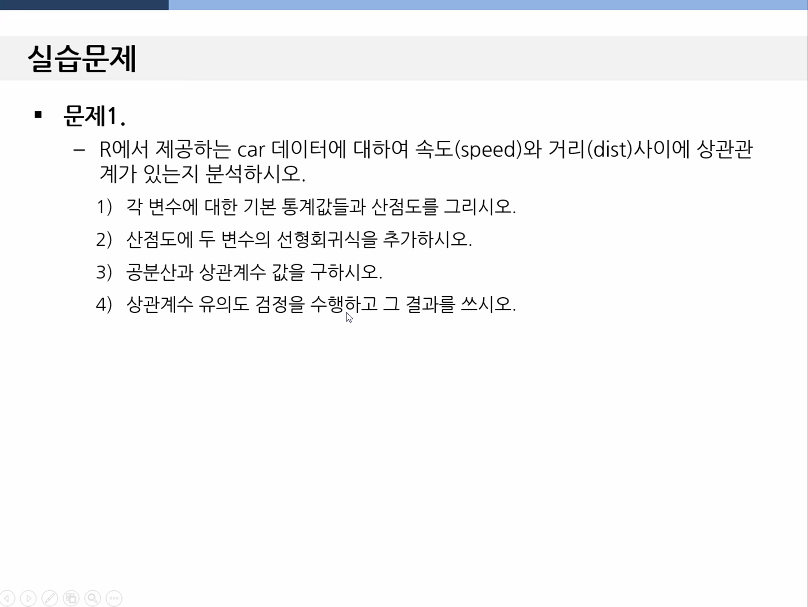 실습문제
▪ 문제1.
– R에서 제공하는 car 데이터에 대하여 속도(speed)와 거리(dist)사이에 상관관
계가 있는지 분석하시오.
1) 각 변수에 대한 기본 통계값들과 산점도를 그리시오.
2) 산점도에 두 변수의 선형회귀식을 추가하시오.
3) 공분산과 상관계수 값을 구하시오.
4) 상관계수 유의도 검정을 수행하고 그 결과를 쓰시오.